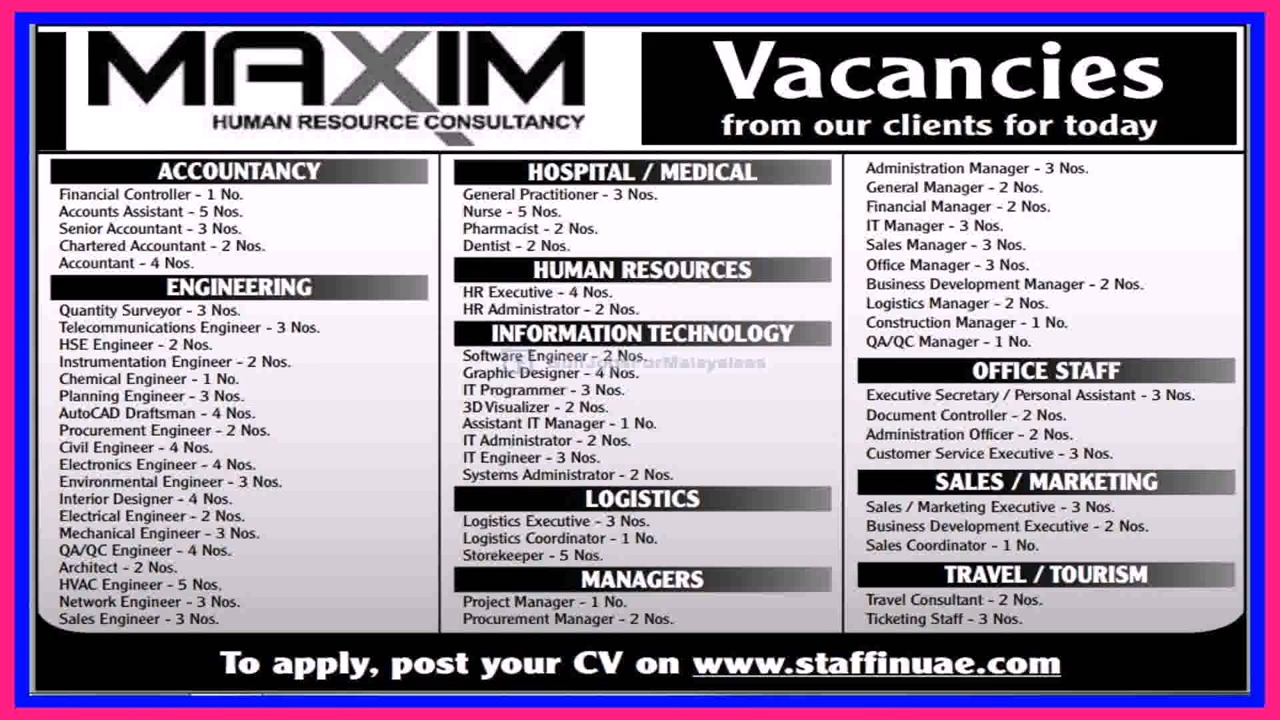 MAXIM
HUMAN RESOURCE CONSULTANCY
Vacancies
from our clients for today
ACCOUNTANCY
Financial Controller - 1 No.
Accounts Assistant - 5 Nos.
Senior Accountant - 3 Nos.
Chartered Accountant - 2 Nos.
Accountant - 4 Nos.
ENGINEERING
Quantity Surveyor - 3 Nos.
Telecommunications Engineer - 3 Nos.
HSE Engineer - 2 Nos.
Instrumentation Engineer - 2 Nos.
Chemical Engineer - 1 No.
Planning Engineer - 3 Nos.
AutoCAD Draftsman - 4 Nos.
Procurement Engineer - 2 Nos.
Civil Engineer - 4 Nos.
Electronics Engineer - 4 Nos.
Environmental Engineer - 3 Nos.
Interior Designer - 4 Nos.
Electrical Engineer - 2 Nos.
Mechanical Engineer - 3 Nos.
QA/QC Engineer - 4 Nos.
Architect - 2 Nos.
HVAC Engineer - 5 Nos.
Network Engineer - 3 Nos.
Sales Engineer - 3 Nos.
HOSPITAL / MEDICAL
General Practitioner - 3 Nos.
Nurse - 5 Nos.
Pharmacist - 2 Nos.
Dentist - 2 Nos.
HUMAN RESOURCES
HR Executive - 4 Nos.
HR Administrator - 2 Nos.
INFORMATION TECHNOLOGY
Software Engineer - 2 Nos.
Graphic Designer - 4 Nos.
IT Programmer - 3 Nos.
3D Visualizer - 2 Nos.
Assistant IT Manager - 1 No.
IT Administrator - 2 Nos.
IT Engineer - 3 Nos.
Systems Administrator - 2 Nos.
LOGISTICS
Logistics Executive - 3 Nos.
Logistics Coordinator - 1 No.
Storekeeper - 5 Nos.
MANAGERS
Project Manager - 1 No.
Procurement Manager - 2 Nos.
Administration Manager - 3 Nos.
General Manager - 2 Nos.
Financial Manager - 2 Nos.
IT Manager - 3 Nos.
Sales Manager - 3 Nos.
Office Manager - 3 Nos.
Business Development Manager - 2 Nos.
Logistics Manager - 2 Nos.
Construction Manager - 1 No.
QA/QC Manager - 1 No.
OFFICE STAFF
Executive Secretary / Personal Assistant - 3 Nos.
Document Controller - 2 Nos.
Administration Officer - 2 Nos.
Customer Service Executive - 3 Nos.
SALES / MARKETING
Sales / Marketing Executive - 3 Nos.
Business Development Executive - 2 Nos.
Sales Coordinator - 1 No.
TRAVEL / TOURISM
Travel Consultant - 2 Nos.
Ticketing Staff - 3 Nos.
To apply, post your CV on www.staffinuae.com